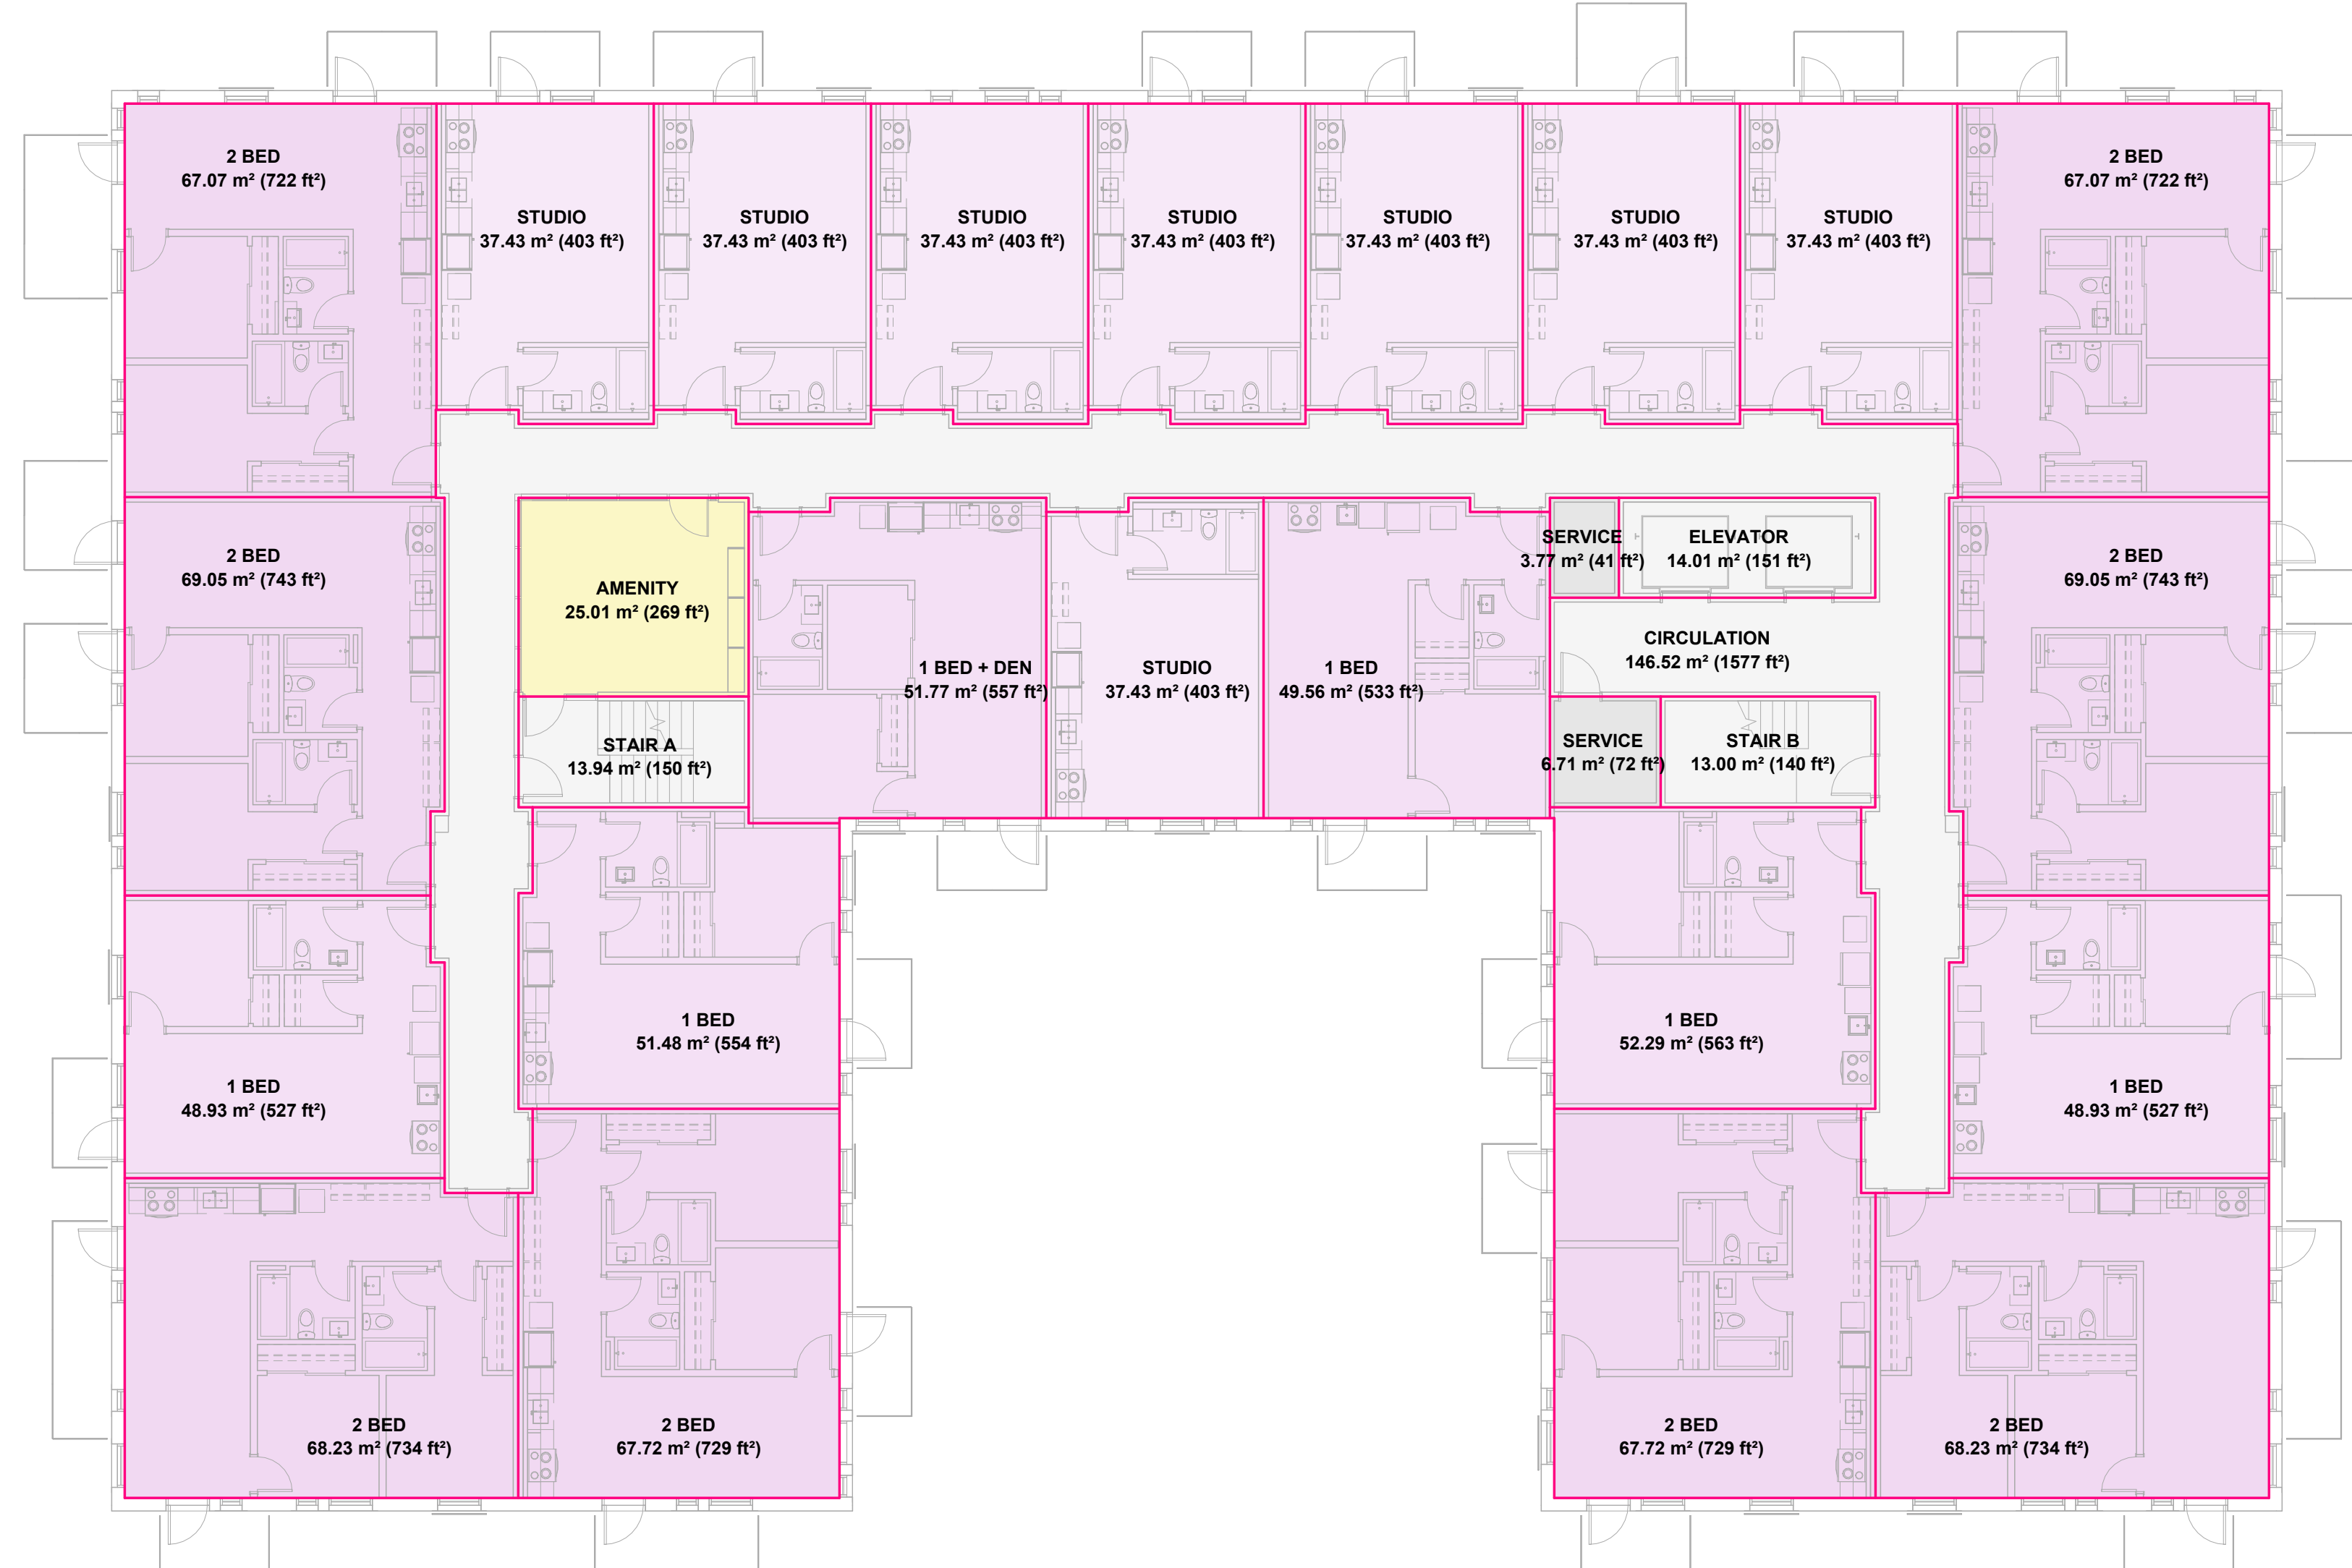 2 BED
67.07 m² (722 ft²)
STUDIO
37.43 m² (403 ft²)
STUDIO
37.43 m² (403 ft²)
STUDIO
37.43 m² (403 ft²)
STUDIO
37.43 m² (403 ft²)
STUDIO
37.43 m² (403 ft²)
STUDIO
37.43 m² (403 ft²)
STUDIO
37.43 m² (403 ft²)
2 BED
67.07 m² (722 ft²)
2 BED
69.05 m² (743 ft²)
AMENITY
25.01 m² (269 ft²)
1 BED + DEN
51.77 m² (557 ft²)
STUDIO
37.43 m² (403 ft²)
1 BED
49.56 m² (533 ft²)
SERVICE
3.77 m² (41 ft²)
ELEVATOR
14.01 m² (151 ft²)
CIRCULATION
146.52 m² (1577 ft²)
2 BED
69.05 m² (743 ft²)
STAIR A
13.94 m² (150 ft²)
SERVICE
6.71 m² (72 ft²)
STAIR B
13.00 m² (140 ft²)
1 BED
48.93 m² (527 ft²)
1 BED
51.48 m² (554 ft²)
1 BED
52.29 m² (563 ft²)
1 BED
48.93 m² (527 ft²)
2 BED
68.23 m² (734 ft²)
2 BED
67.72 m² (729 ft²)
2 BED
67.72 m² (729 ft²)
2 BED
68.23 m² (734 ft²)